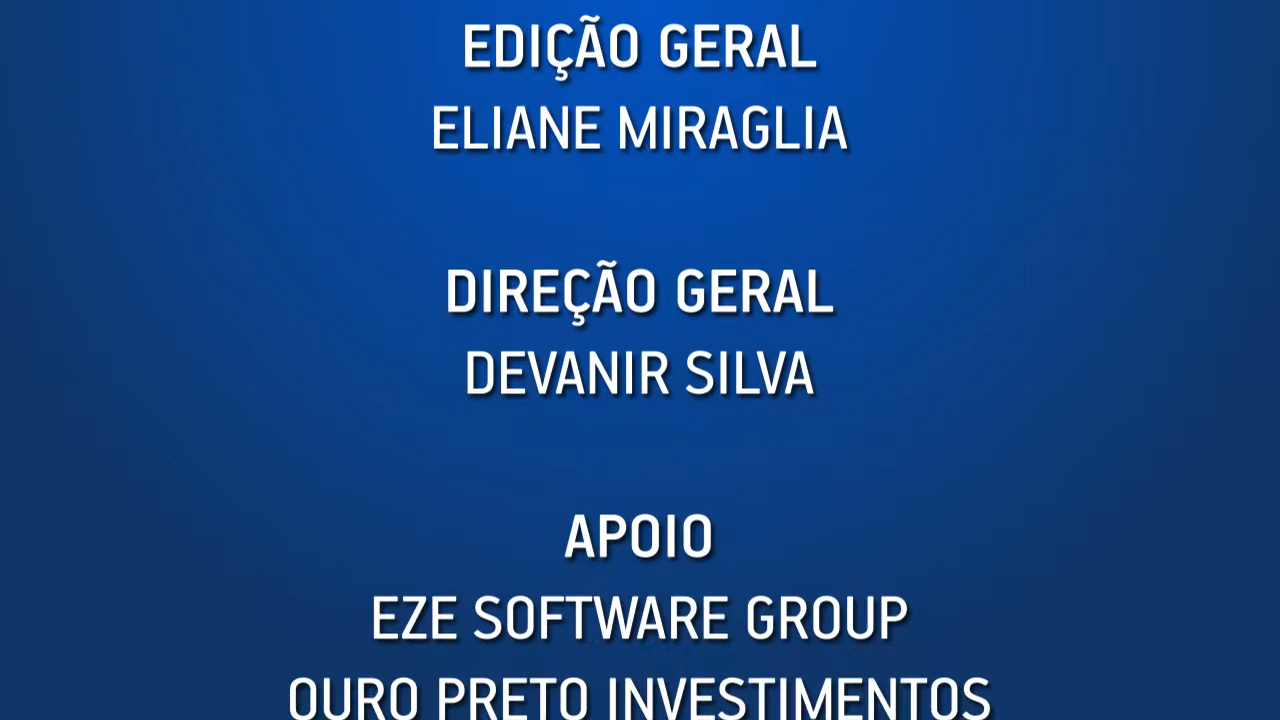 EDIÇÃO GERAL
ELIANE MIRAGLIA
DIREÇÃO GERAL
DEVANIR SILVA
APOIO
EZE SOFTWARE GROUP
OURO PRETO INVESTIMENTOS